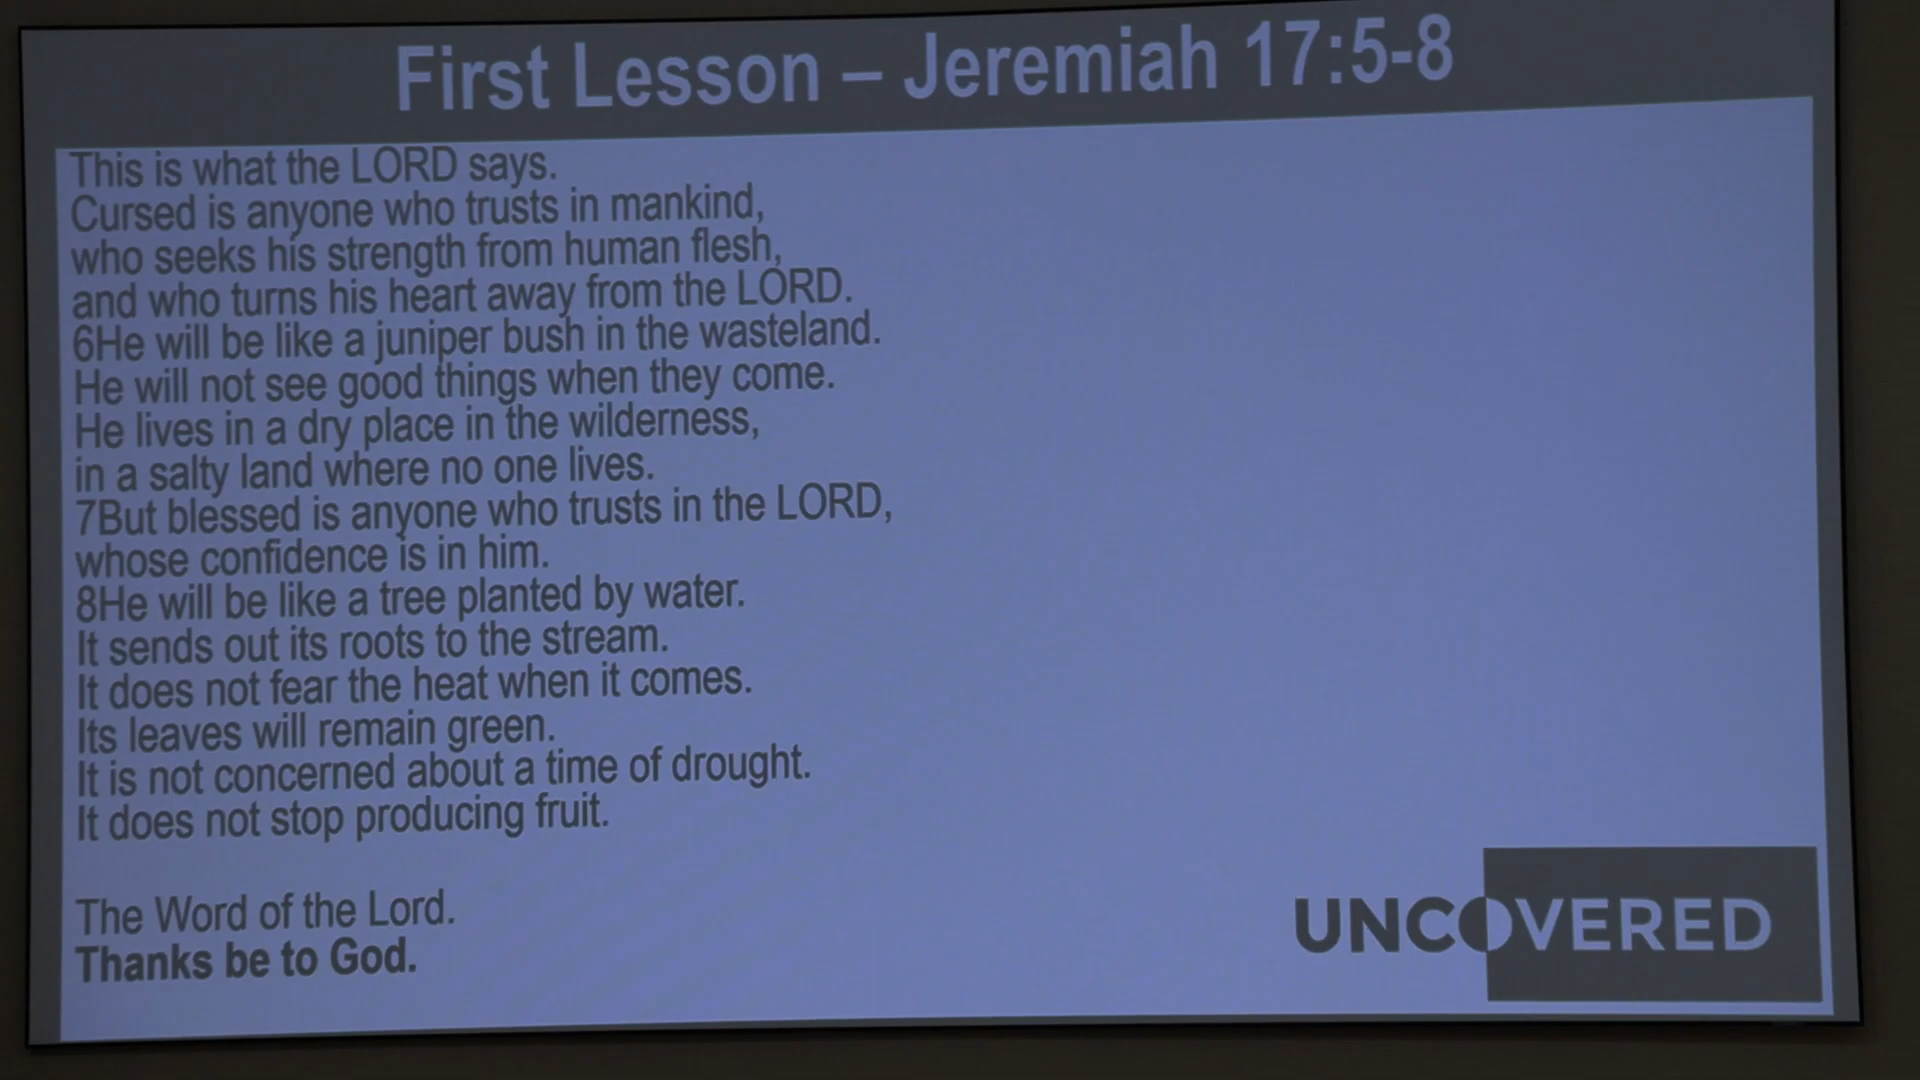 First Lesson – Jeremiah 17:5-8
This is what the LORD says.
Cursed is anyone who trusts in mankind,
who seeks his strength from human flesh,
and who turns his heart away from the LORD.
6He will be like a juniper bush in the wasteland.
He will not see good things when they come.
He lives in a dry place in the wilderness,
in a salty land where no one lives.
7But blessed is anyone who trusts in the LORD,
whose confidence is in him.
8He will be like a tree planted by water.
It sends out its roots to the stream.
It does not fear the heat when it comes.
Its leaves will remain green.
It is not concerned about a time of drought.
It does not stop producing fruit.
The Word of the Lord.
Thanks be to God.
UNCOVERED